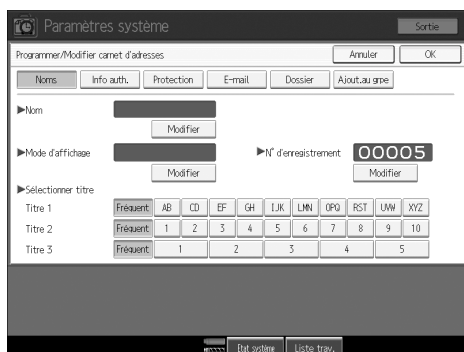 Paramètres système Sortie
Programmer/Modifier carnet d'adresses Annuler OK
Noms Info auth. Protection E-mail Dossier Ajout.au grpe
▶Nom
Modifier
▶Mode d'affichage ▶N° d'enregistrement 00005
Modifier Modifier
▶Sélectionner titre
Titre 1 Fréquent AB CD EF GH IJK LMN OPQ RST UVW XYZ
Titre 2 Fréquent 1 2 3 4 5 6 7 8 9 10
Titre 3 Fréquent 1 2 3 4 5
Etat système Liste trav.